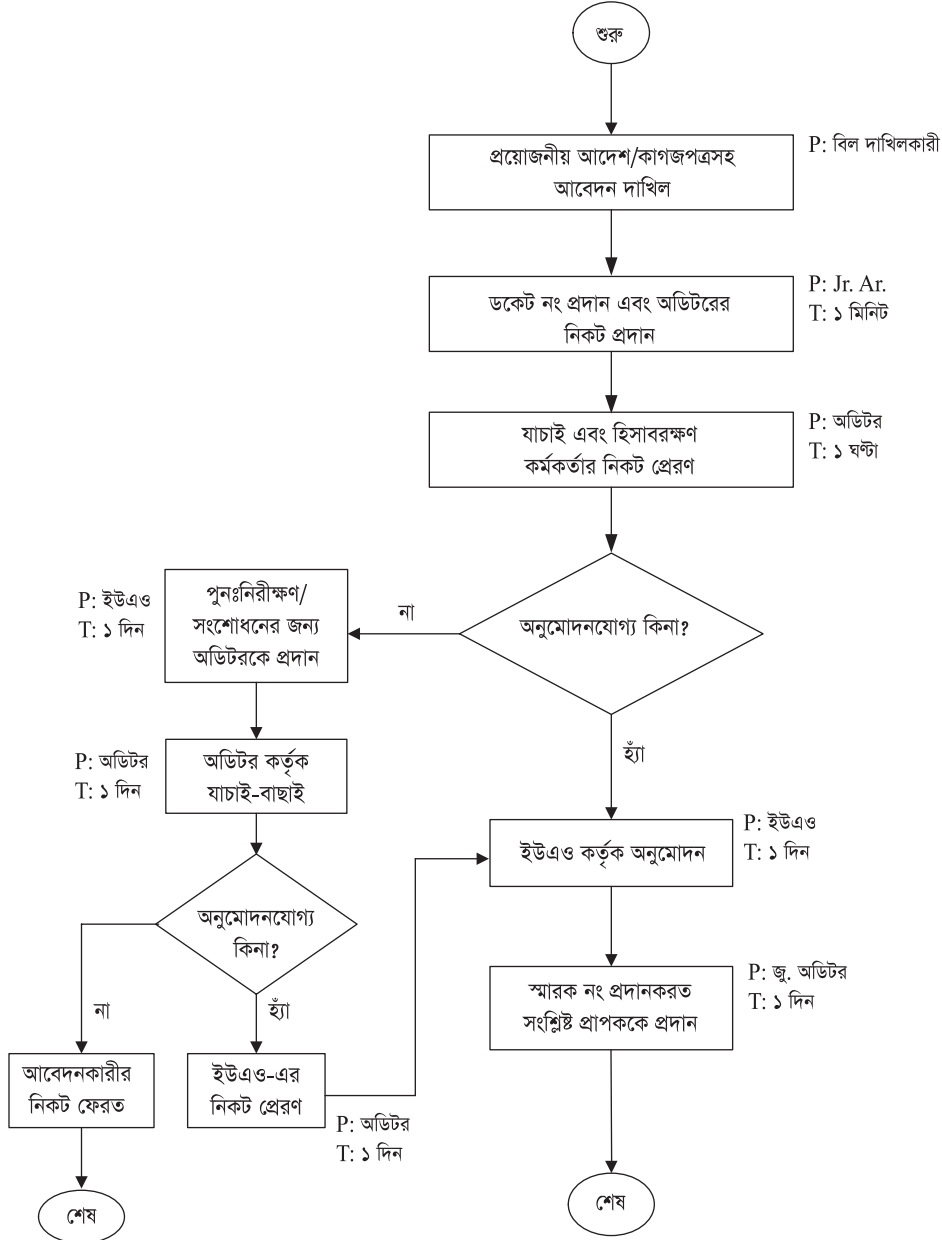 শুরু
প্রয়োজনীয় আদেশ/কাগজপত্রসহ
আবেদন দাখিল
P: বিল দাখিলকারী
ডকেট নং প্রদান এবং অডিটরের
নিকট প্রদান
P: Jr. Ar.
T: ১ মিনিট
যাচাই এবং হিসাবরক্ষণ
কর্মকর্তার নিকট প্রেরণ
P: অডিটর
T: ১ ঘণ্টা
অনুমোদনযোগ্য কিনা?
না
পুনঃনিরীক্ষণ/
সংশোধনের জন্য
অডিটরকে প্রদান
P: ইউএও
T: ১ দিন
হ্যাঁ
অডিটর কর্তৃক
যাচাই-বাছাই
P: অডিটর
T: ১ দিন
ইউএও কর্তৃক অনুমোদন
P: ইউএও
T: ১ দিন
অনুমোদনযোগ্য
কিনা?
না
হ্যাঁ
স্মারক নং প্রদানকরত
সংশ্লিষ্ট প্রাপককে প্রদান
P: জু. অডিটর
T: ১ দিন
আবেদনকারীর
নিকট ফেরত
ইউএও-এর
নিকট প্রেরণ
P: অডিটর
T: ১ দিন
শেষ
শেষ